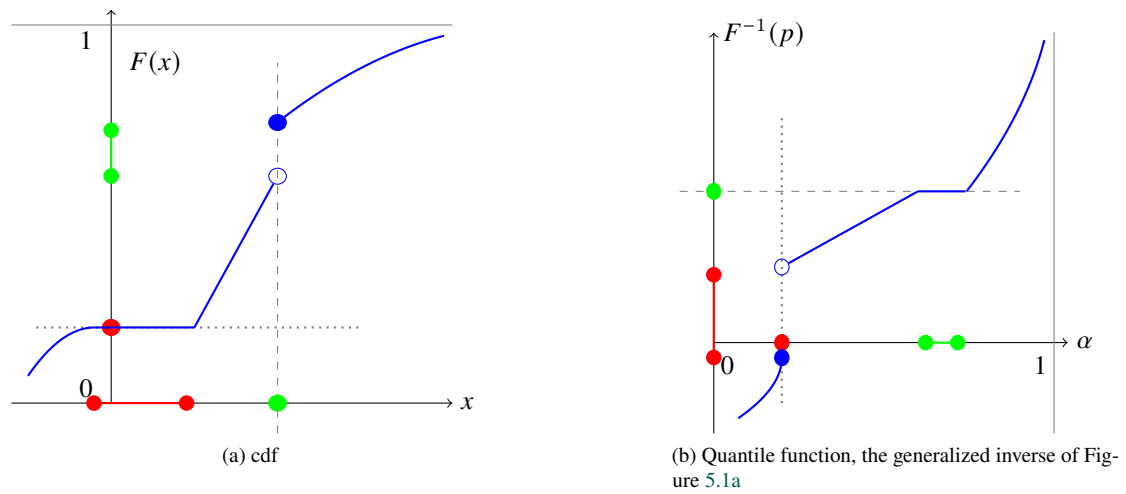 1
F(x)
0
x
(a) cdf
F⁻¹(p)
0
1
α
(b) Quantile function, the generalized inverse of Fig-
ure 5.1a